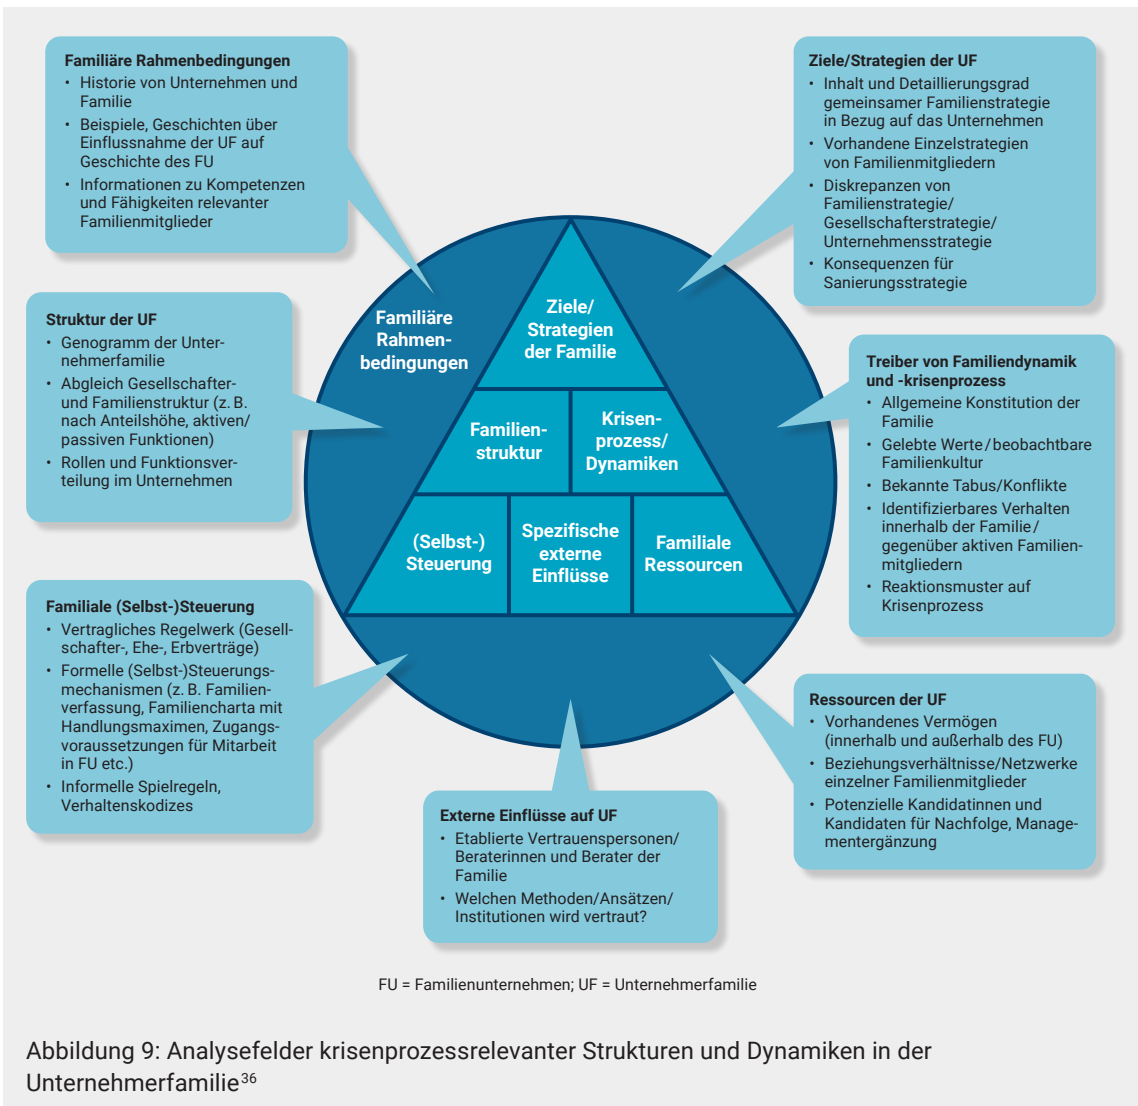 Familiäre Rahmenbedingungen
• Historie von Unternehmen und
Familie
• Beispiele, Geschichten über
Einflussnahme der UF auf
Geschichte des FU
• Informationen zu Kompetenzen
und Fähigkeiten relevanter
Familienmitglieder
Ziele/Strategien der UF
• Inhalt und Detaillierungsgrad
gemeinsamer Familienstrategie
in Bezug auf das Unternehmen
• Vorhandene Einzelstrategien
von Familienmitgliedern
• Diskrepanzen von
Familienstrategie/
Gesellschafterstrategie/
Unternehmensstrategie
• Konsequenzen für
Sanierungsstrategie
Struktur der UF
• Genogramm der Unter-
nehmerfamilie
• Abgleich Gesellschafter-
und Familienstruktur (z. B.
nach Anteilshöhe, aktiven/
passiven Funktionen)
• Rollen und Funktionsver-
teilung im Unternehmen
Familiäre
Rahmen-
bedingungen
Ziele/
Strategien
der Familie
Familien-
struktur
Krisen-
prozess/
Dynamiken
(Selbst-)
Steuerung
Spezifische
externe
Einflüsse
Familiale
Ressourcen
Treiber von Familiendynamik
und -krisenprozess
• Allgemeine Konstitution der
Familie
• Gelebte Werte/beobachtbare
Familienkultur
• Bekannte Tabus/Konflikte
• Identifizierbares Verhalten
innerhalb der Familie/
gegenüber aktiven Familien-
mitgliedern
• Reaktionsmuster auf
Krisenprozess
Familiale (Selbst-)Steuerung
• Vertragliches Regelwerk (Gesell-
schafter-, Ehe-, Erbverträge)
• Formelle (Selbst-)Steuerungs-
mechanismen (z. B. Familien-
verfassung, Familiencharta mit
Handlungsmaximen, Zugangs-
voraussetzungen für Mitarbeit
in FU etc.)
• Informelle Spielregeln,
Verhaltenskodizes
Ressourcen der UF
• Vorhandenes Vermögen
(innerhalb und außerhalb des FU)
• Beziehungsverhältnisse/Netzwerke
einzelner Familienmitglieder
• Potenzielle Kandidatinnen und
Kandidaten für Nachfolge, Manage-
mentergänzung
Externe Einflüsse auf UF
• Etablierte Vertrauenspersonen/
Beraterinnen und Berater der
Familie
• Welchen Methoden/Ansätzen/
Institutionen wird vertraut?
FU = Familienunternehmen; UF = Unternehmerfamilie
Abbildung 9: Analysefelder krisenprozessrelevanter Strukturen und Dynamiken in der
Unternehmerfamilie³⁶